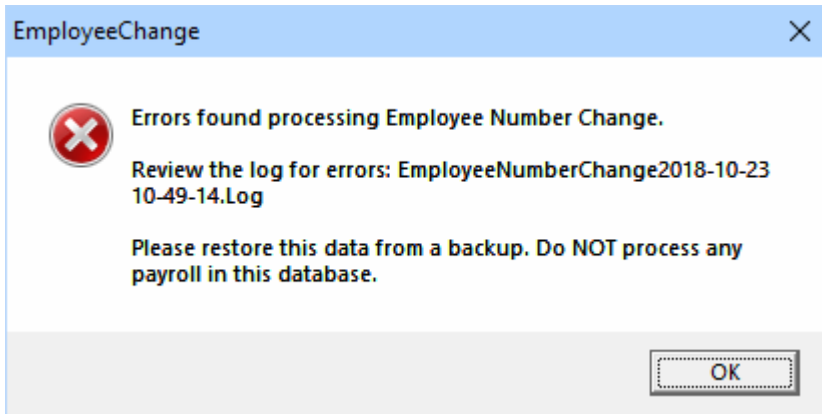 EmployeeChange
Errors found processing Employee Number Change.
Review the log for errors: EmployeeNumberChange2018-10-23
10-49-14.Log
Please restore this data from a backup. Do NOT process any
payroll in this database.
OK